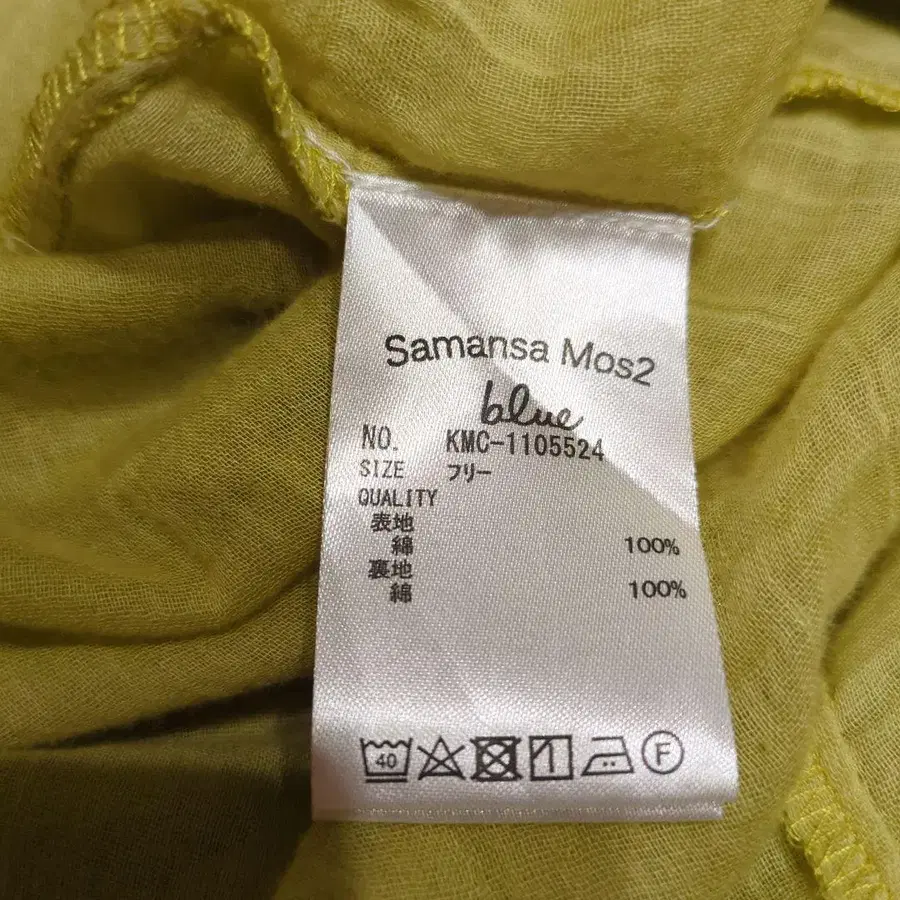 Samansa Mos2
blue
NO. KMC-1105524
SIZE フリー
QUALITY
表地
綿 100%
裏地
綿 100%
40 F